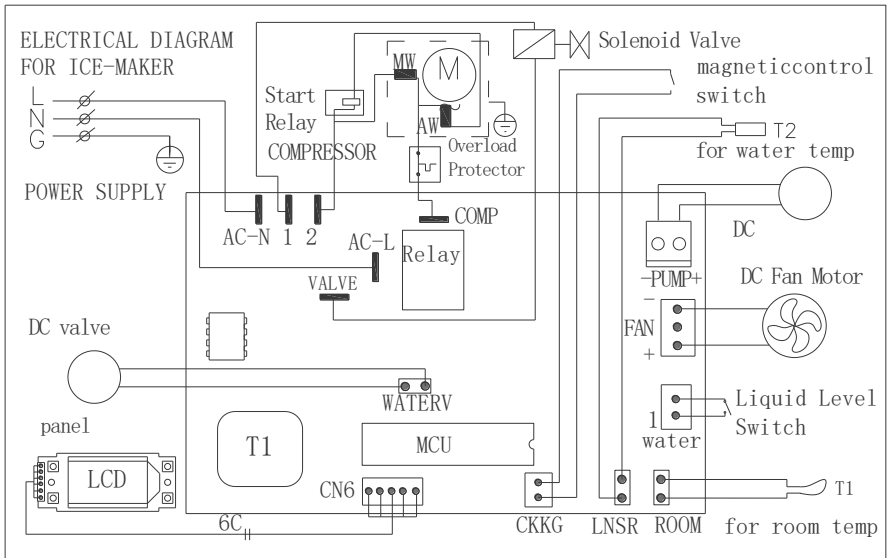 ELECTRICAL DIAGRAM
FOR ICE-MAKER
L
N
G
POWER SUPPLY
Start
Relay
COMPRESSOR
MW
M
AW
Overload
Protector
Solenoid Valve
magneticcontrol
switch
T2
for water temp
AC-N 1 2
AC-L
COMP
Relay
VALVE
DC
-PUMP+
DC Fan Motor
-
FAN
+
DC valve
WATERV
Liquid Level
Switch
1
water
panel
LCD
T1
MCU
CN6
6C
CKKG
LNSR
ROOM
T1
for room temp